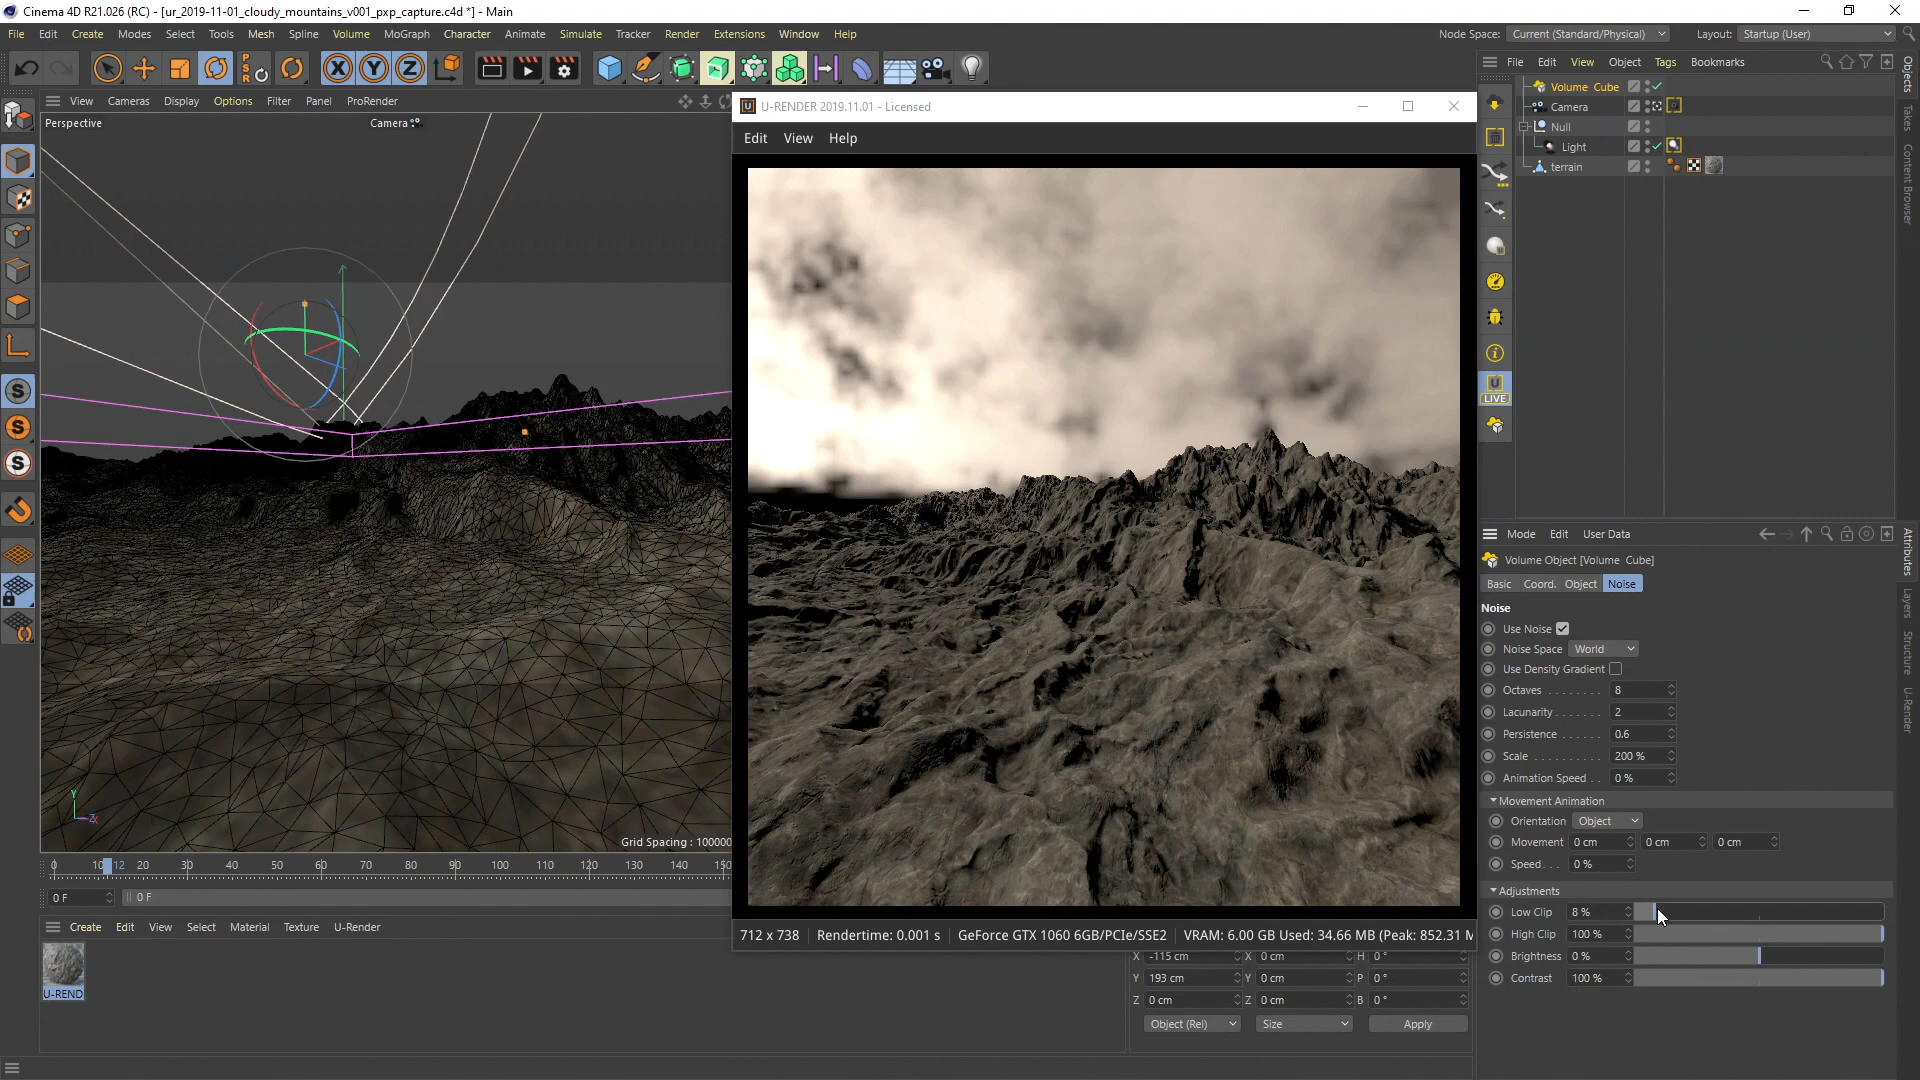 Cinema 4D R21.026 (RC) - [ur_2019-11-01_cloudy_mountains_v001_pxp_capture.c4d *] - Main
File Edit Create Modes Select Tools Mesh Spline Volume MoGraph Character Animate Simulate Tracker Render Extensions Window Help
Node Space: Current (Standard/Physical) Layout: Startup (User)
X Y Z PSR
View Cameras Display Options Filter Panel ProRender
Perspective
Camera
Grid Spacing : 100000
U-RENDER 2019.11.01 - Licensed
Edit View Help
712 x 738 Rendertime: 0.001 s GeForce GTX 1060 6GB/PCIe/SSE2 VRAM: 6.00 GB Used: 34.66 MB (Peak: 852.31 M
File Edit View Object Tags Bookmarks
Volume Cube
Camera
Null
Light
terrain
LIVE
Objects
Takes
Content Browser
Mode Edit User Data
Volume Object [Volume Cube]
Basic Coord. Object Noise
Noise
Use Noise
Noise Space World
Use Density Gradient
Octaves . . . . . . . . 8
Lacunarity . . . . . . . 2
Persistence . . . . . . 0.6
Scale . . . . . . . . . . 200 %
Animation Speed . . 0 %
Movement Animation
Orientation Object
Movement 0 cm 0 cm 0 cm
Speed . . . 0 %
Adjustments
Low Clip 8 %
High Clip 100 %
Brightness 0 %
Contrast 100 %
Attributes
Layers
Structure
U-Render
0 10 12 20 30 40 50 60 70 80 90 100 110 120 130 140 15
0 F 0 F
Create Edit View Select Material Texture U-Render
U-REND
X -115 cm X 0 cm H 0 °
Y 193 cm Y 0 cm P 0 °
Z 0 cm Z 0 cm B 0 °
Object (Rel) Size Apply